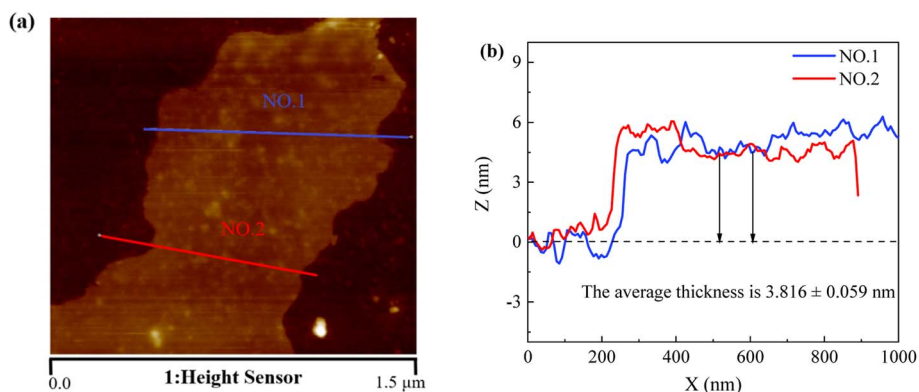 (a)
NO.1
NO.2
0.0
1:Height Sensor
1.5 μm
(b)
NO.1
NO.2
9
6
3
0
-3
Z (nm)
The average thickness is 3.816 ± 0.059 nm
0
200
400
600
800
1000
X (nm)